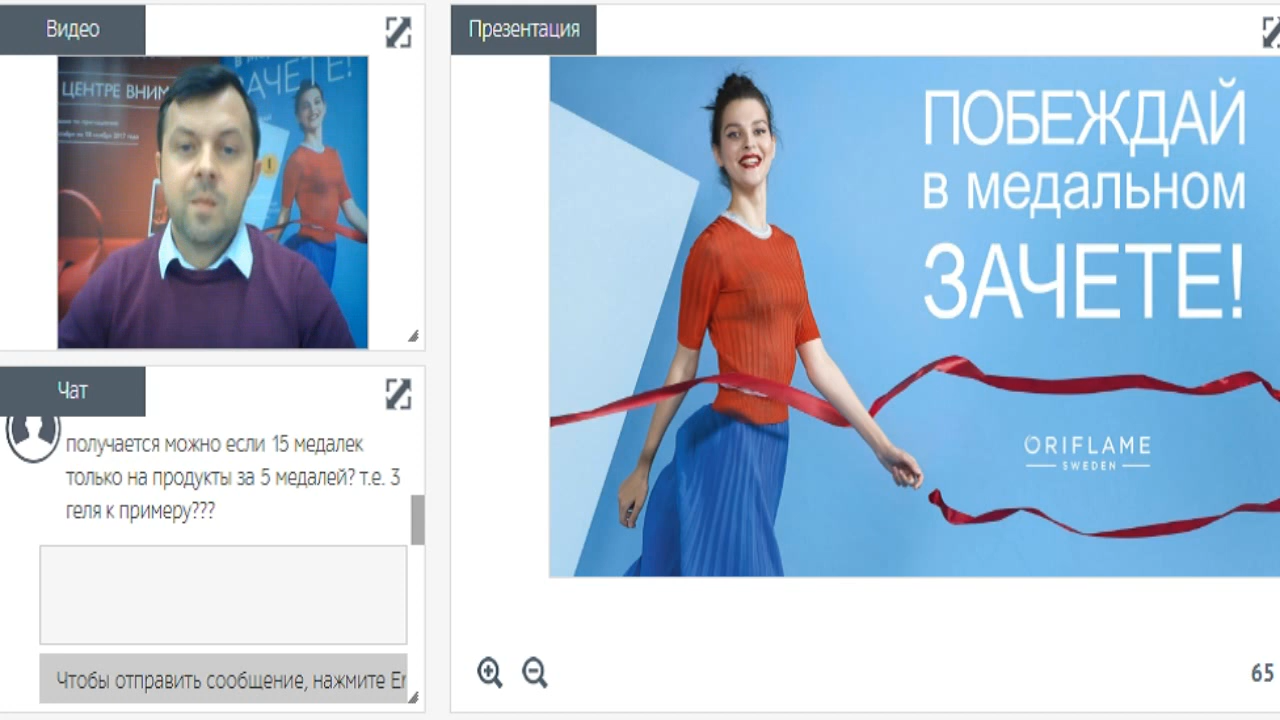 Видео
ЦЕНТРЕ ВНИМ
ЗАЧЕТЕ!
Чат
получается можно если 15 медалек
только на продукты за 5 медалей? т.е. 3
геля к примеру???
Чтобы отправить сообщение, нажмите En
Презентация
ПОБЕЖДАЙ
в медальном
ЗАЧЕТЕ!
ORIFLAME
SWEDEN
65